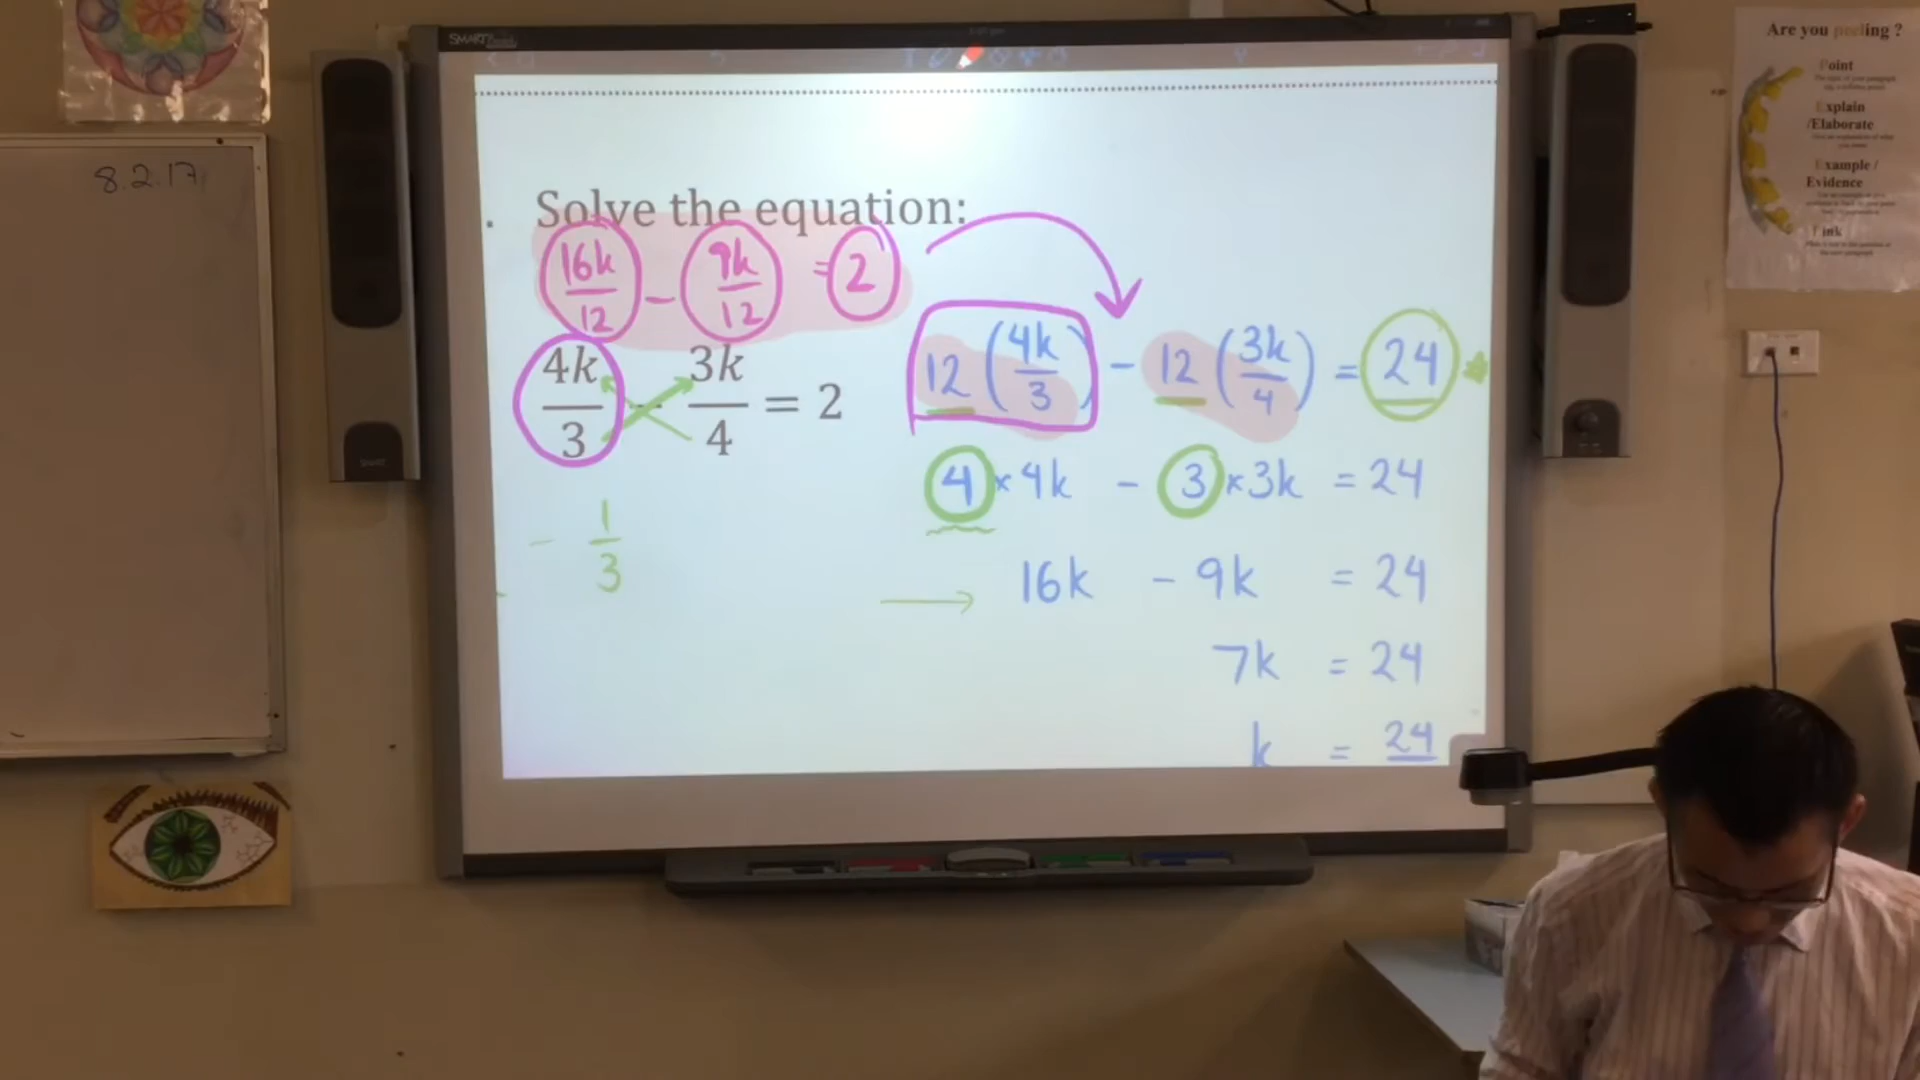 SMART
8.2.17
. Solve the equation:
16k/12 - 9k/12 = 2
4k/3 - 3k/4 = 2
- 1/3
12 (4k/3) - 12 (3k/4) = 24
4 × 4k - 3 × 3k = 24
→ 16k - 9k = 24
7k = 24
k = 24
Are you peeling ?
Point
Explain
/Elaborate
Example /
Evidence
Link